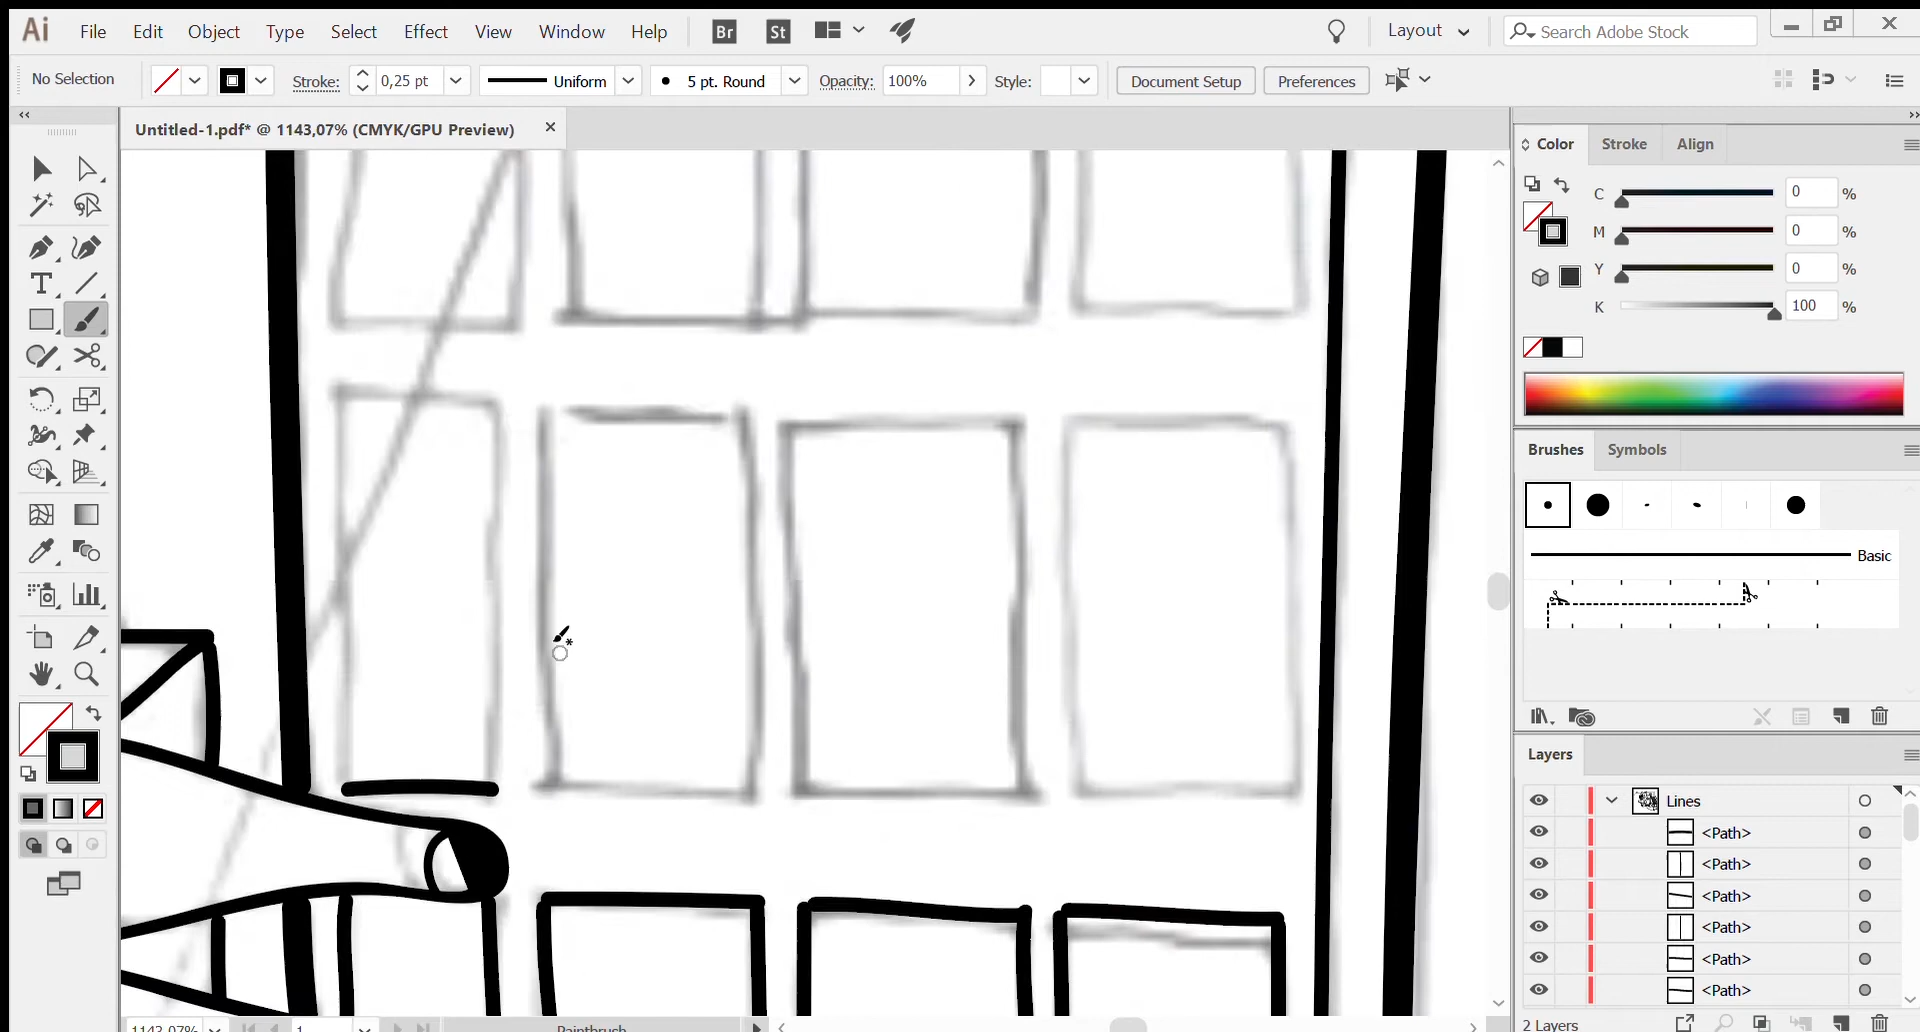 Ai File Edit Object Type Select Effect View Window Help Br St Layout Search Adobe Stock
No Selection Stroke: 0,25 pt Uniform 5 pt. Round Opacity: 100% Style: Document Setup Preferences
Untitled-1.pdf* @ 1143,07% (CMYK/GPU Preview)
Color Stroke Align
C 0 %
M 0 %
Y 0 %
K 100 %
Brushes Symbols
Basic
Layers
Lines
<Path>
<Path>
<Path>
<Path>
<Path>
<Path>
1143,07% 1 Paintbrush
2 Layers